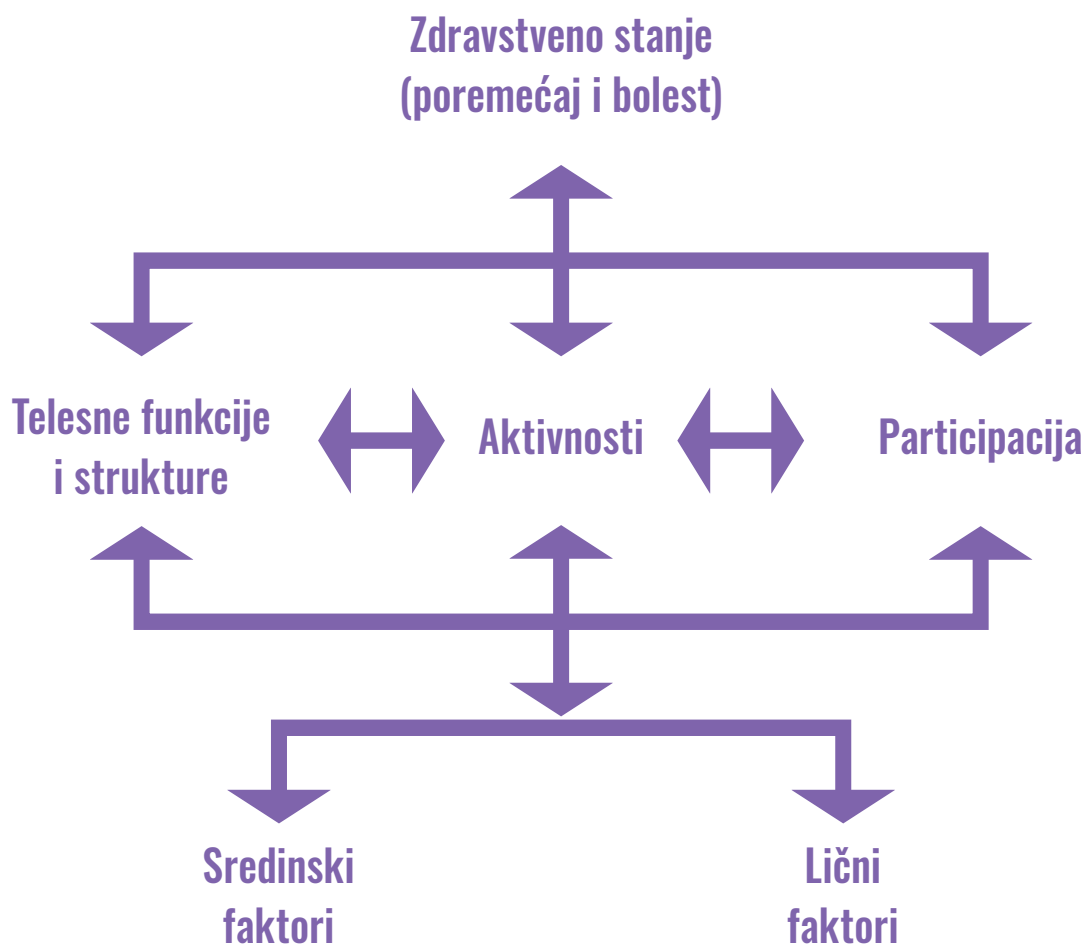 Zdravstveno stanje
(poremećaj i bolest)
Telesne funkcije
i strukture
Aktivnosti
Participacija
Sredinski
faktori
Lični
faktori